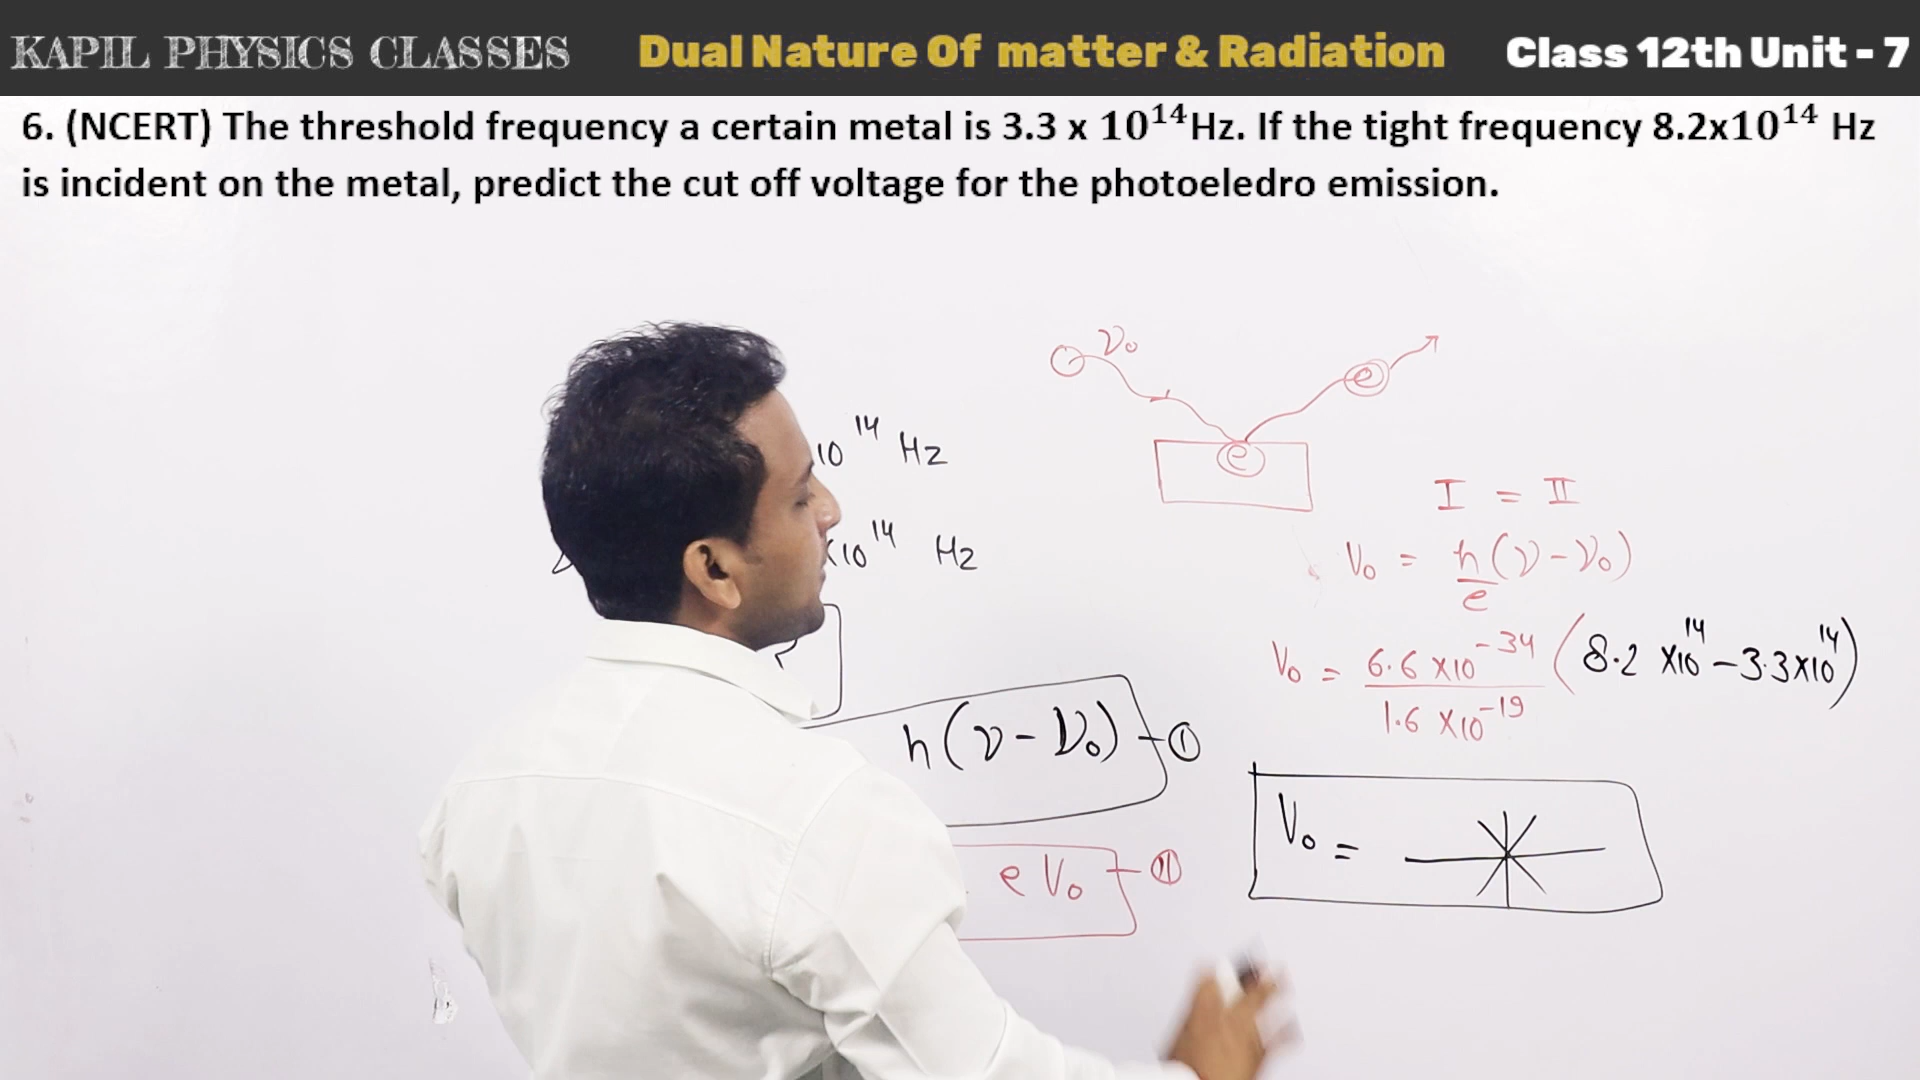 KAPIL PHYSICS CLASSES Dual Nature Of matter & Radiation Class 12th Unit - 7
6. (NCERT) The threshold frequency a certain metal is 3.3 x 10¹⁴Hz. If the tight frequency 8.2x10¹⁴ Hz
is incident on the metal, predict the cut off voltage for the photoeledro emission.
ν₀
e
10¹⁴ Hz
e
I = II
x10¹⁴ Hz
V₀ = h/e (ν - ν₀)
V₀ = 6.6 x10⁻³⁴ / 1.6 x10⁻¹⁹ (8.2 x10¹⁴ - 3.3x10¹⁴)
h(ν - ν₀) - ①
V₀ =
eV₀ - ⑪